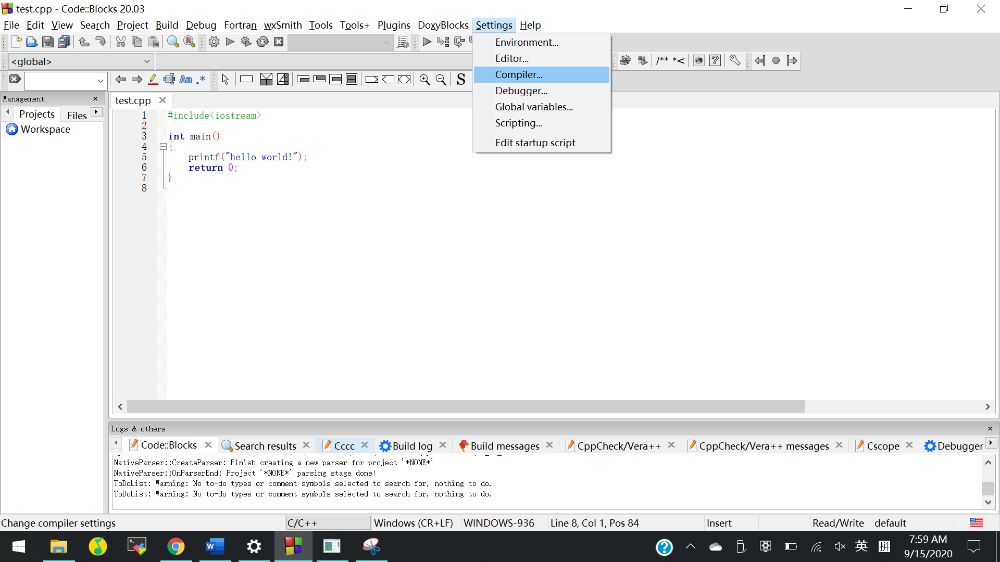 test.cpp - Code::Blocks 20.03
File Edit View Search Project Build Debug Fortran wxSmith Tools Tools+ Plugins DoxyBlocks Settings Help
Environment...
Editor...
Compiler...
Debugger...
Global variables...
Scripting...
Edit startup script
<global>
/** *<
Aa .*
S
Management
Projects Files
Workspace
test.cpp
1 #include<iostream>
2
3 int main()
4 {
5 printf("hello world!");
6 return 0;
7 }
8
Logs & others
Code::Blocks Search results Cccc Build log Build messages CppCheck/Vera++ CppCheck/Vera++ messages Cscope Debugger
NativeParser::CreateParser: Finish creating a new parser for project '*NONE*'
NativeParser::OnParserEnd: Project '*NONE*' parsing stage done!
ToDoList: Warning: No to-do types or comment symbols selected to search for, nothing to do.
ToDoList: Warning: No to-do types or comment symbols selected to search for, nothing to do.
Change compiler settings C/C++ Windows (CR+LF) WINDOWS-936 Line 8, Col 1, Pos 84 Insert Read/Write default
英 拼 7:59 AM
9/15/2020